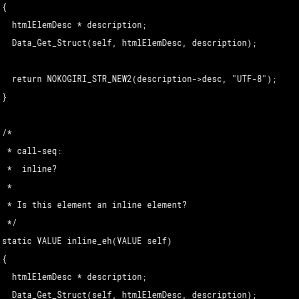 {
  htmlElemDesc * description;
  Data_Get_Struct(self, htmlElemDesc, description);

  return NOKOGIRI_STR_NEW2(description->desc, "UTF-8");
}

/*
 * call-seq:
 *  inline?
 *
 * Is this element an inline element?
 */
static VALUE inline_eh(VALUE self)
{
  htmlElemDesc * description;
  Data_Get_Struct(self, htmlElemDesc, description);